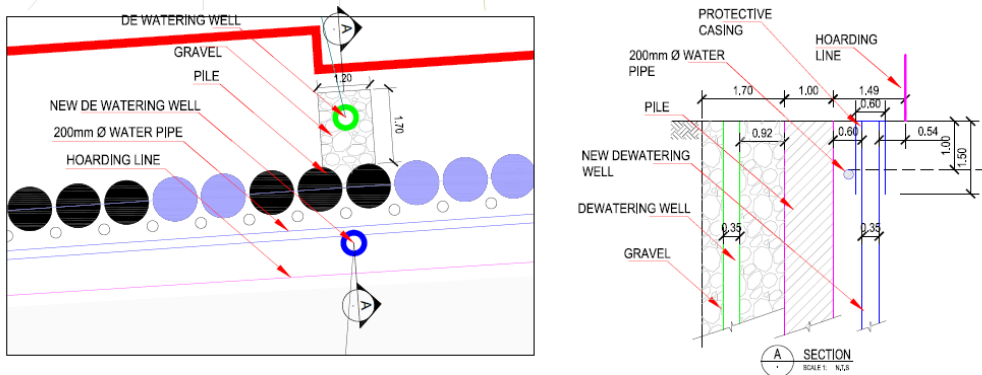 DE WATERING WELL
GRAVEL
PILE
NEW DE WATERING WELL
200mm Ø WATER PIPE
HOARDING LINE
A
1.20
1.70
A
PROTECTIVE
CASING
HOARDING
LINE
200mm Ø WATER
PIPE
PILE
NEW DEWATERING
WELL
DEWATERING WELL
GRAVEL
1.70
1.00
1.49
0.60
0.92
0.60
0.54
1.00
1.50
0.35
0.35
A
SECTION
SCALE 1: N.T.S